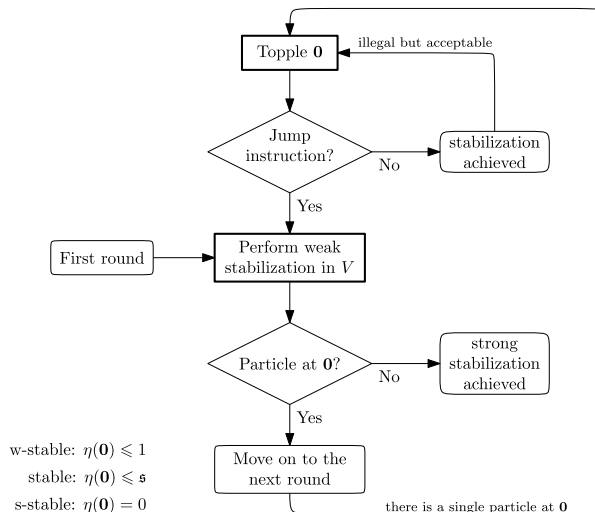 illegal but acceptable
Topple 0
Jump
instruction?
No
stabilization
achieved
Yes
First round
Perform weak
stabilization in V
Particle at 0?
No
strong
stabilization
achieved
Yes
Move on to the
next round
w-stable: η(0) ⩽ 1
stable: η(0) ⩽ 𝔰
s-stable: η(0) = 0
there is a single particle at 0